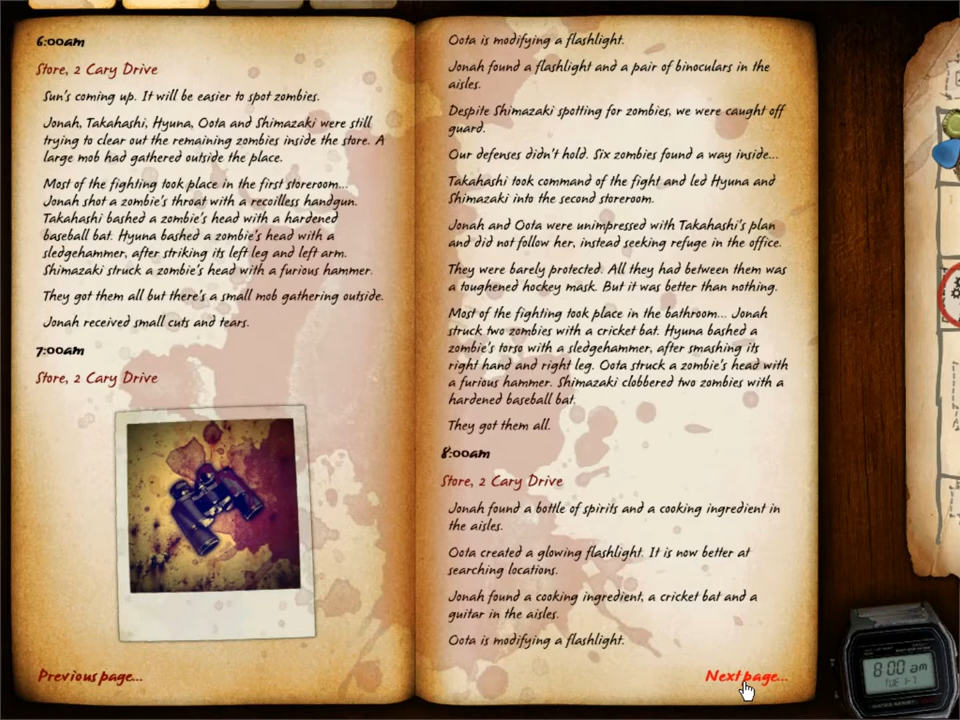 6:00am
Store, 2 Cary Drive
Sun's coming up. It will be easier to spot zombies.
Jonah, Takahashi, Hyuna, Oota and Shimazaki were still
trying to clear out the remaining zombies inside the store. A
large mob had gathered outside the place.
Most of the fighting took place in the first storeroom...
Jonah shot a zombie's throat with a recoilless handgun.
Takahashi bashed a zombie's head with a hardened
baseball bat. Hyuna bashed a zombie's head with a
sledgehammer, after striking its left leg and left arm.
Shimazaki struck a zombie's head with a furious hammer.
They got them all but there's a small mob gathering outside.
Jonah received small cuts and tears.
7:00am
Store, 2 Cary Drive
Previous page...
Oota is modifying a flashlight.
Jonah found a flashlight and a pair of binoculars in the
aisles.
Despite Shimazaki spotting for zombies, we were caught off
guard.
Our defenses didn't hold. Six zombies found a way inside...
Takahashi took command of the fight and led Hyuna and
Shimazaki into the second storeroom.
Jonah and Oota were unimpressed with Takahashi's plan
and did not follow her, instead seeking refuge in the office.
They were barely protected. All they had between them was
a toughened hockey mask. But it was better than nothing.
Most of the fighting took place in the bathroom... Jonah
struck two zombies with a cricket bat. Hyuna bashed a
zombie's torso with a sledgehammer, after smashing its
right hand and right leg. Oota struck a zombie's head with
a furious hammer. Shimazaki clobbered two zombies with a
hardened baseball bat.
They got them all.
8:00am
Store, 2 Cary Drive
Jonah found a bottle of spirits and a cooking ingredient in
the aisles.
Oota created a glowing flashlight. It is now better at
searching locations.
Jonah found a cooking ingredient, a cricket bat and a
guitar in the aisles.
Oota is modifying a flashlight.
Next page...
8:00 am